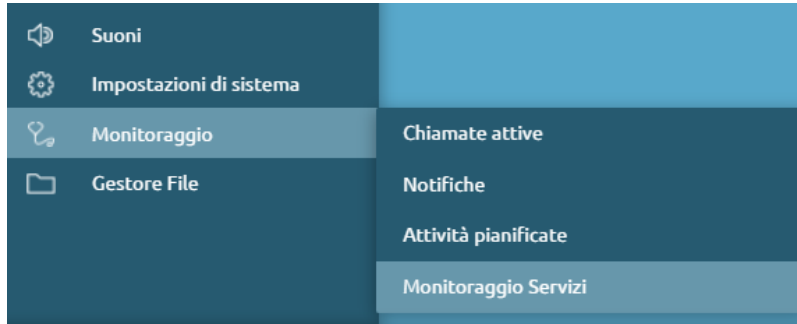 Suoni
Impostazioni di sistema
Monitoraggio
Gestore File
Chiamate attive
Notifiche
Attività pianificate
Monitoraggio Servizi